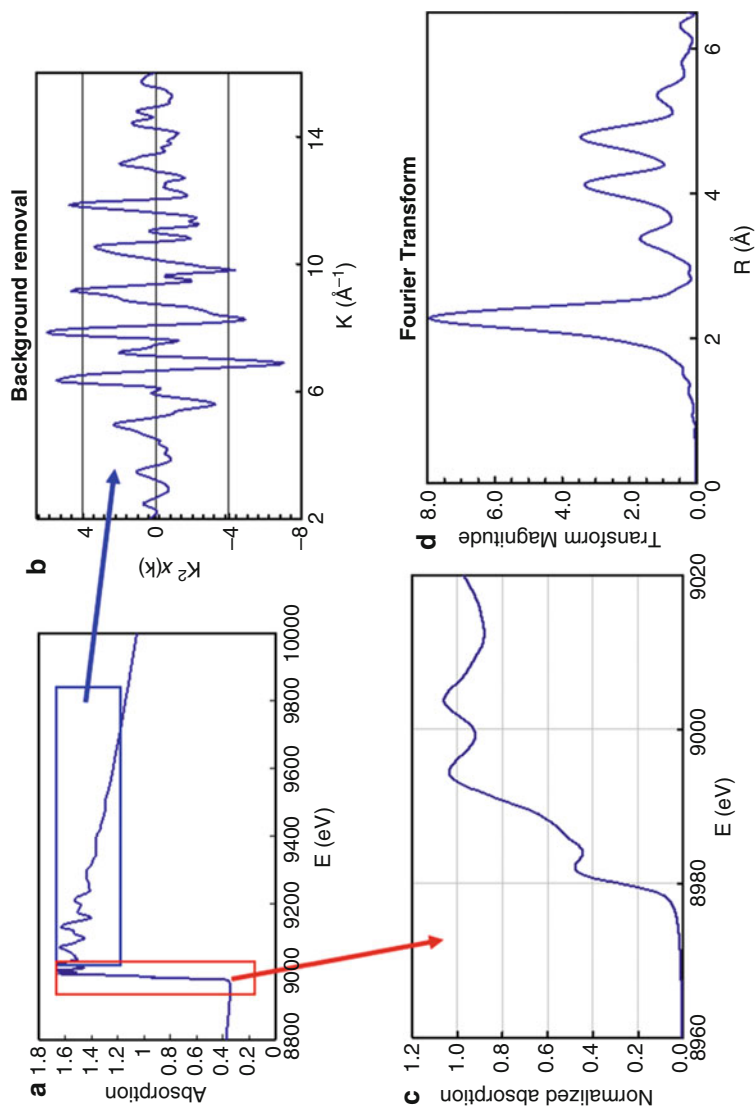 a
Absorption
1.8
1.6
1.4
1.2
1
0.8
0.6
0.4
0.2
0
8800 9000 9200 9400 9600 9800 10000
E (eV)
b
Background removal
K² x(k)
4
0
–4
–8
2 6 10 14
K (Å⁻¹)
c
Normalized absorption
1.2
1.0
0.8
0.6
0.4
0.2
0.0
8960 8980 9000 9020
E (eV)
d
Fourier Transform
Transform Magnitude
8.0
6.0
4.0
2.0
0.0
0 2 4 6
R (Å)